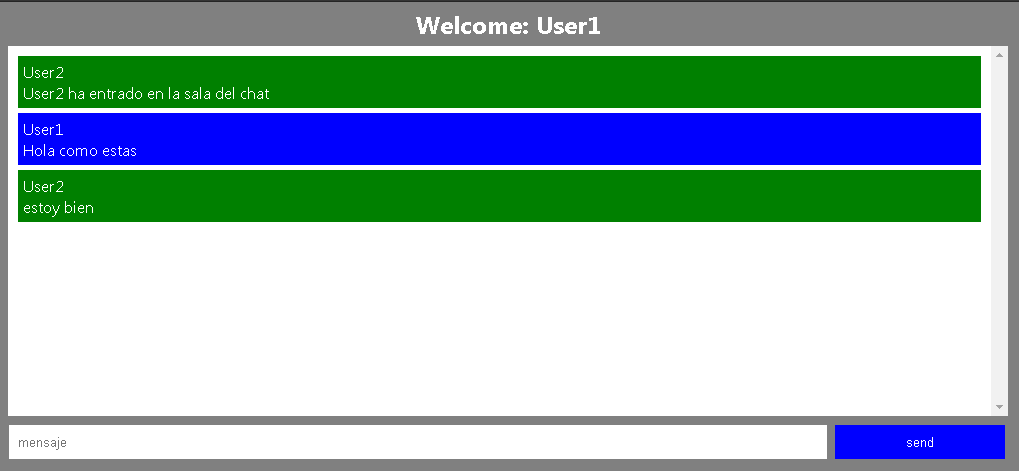 Welcome: User1
User2
User2 ha entrado en la sala del chat
User1
Hola como estas
User2
estoy bien
mensaje
send